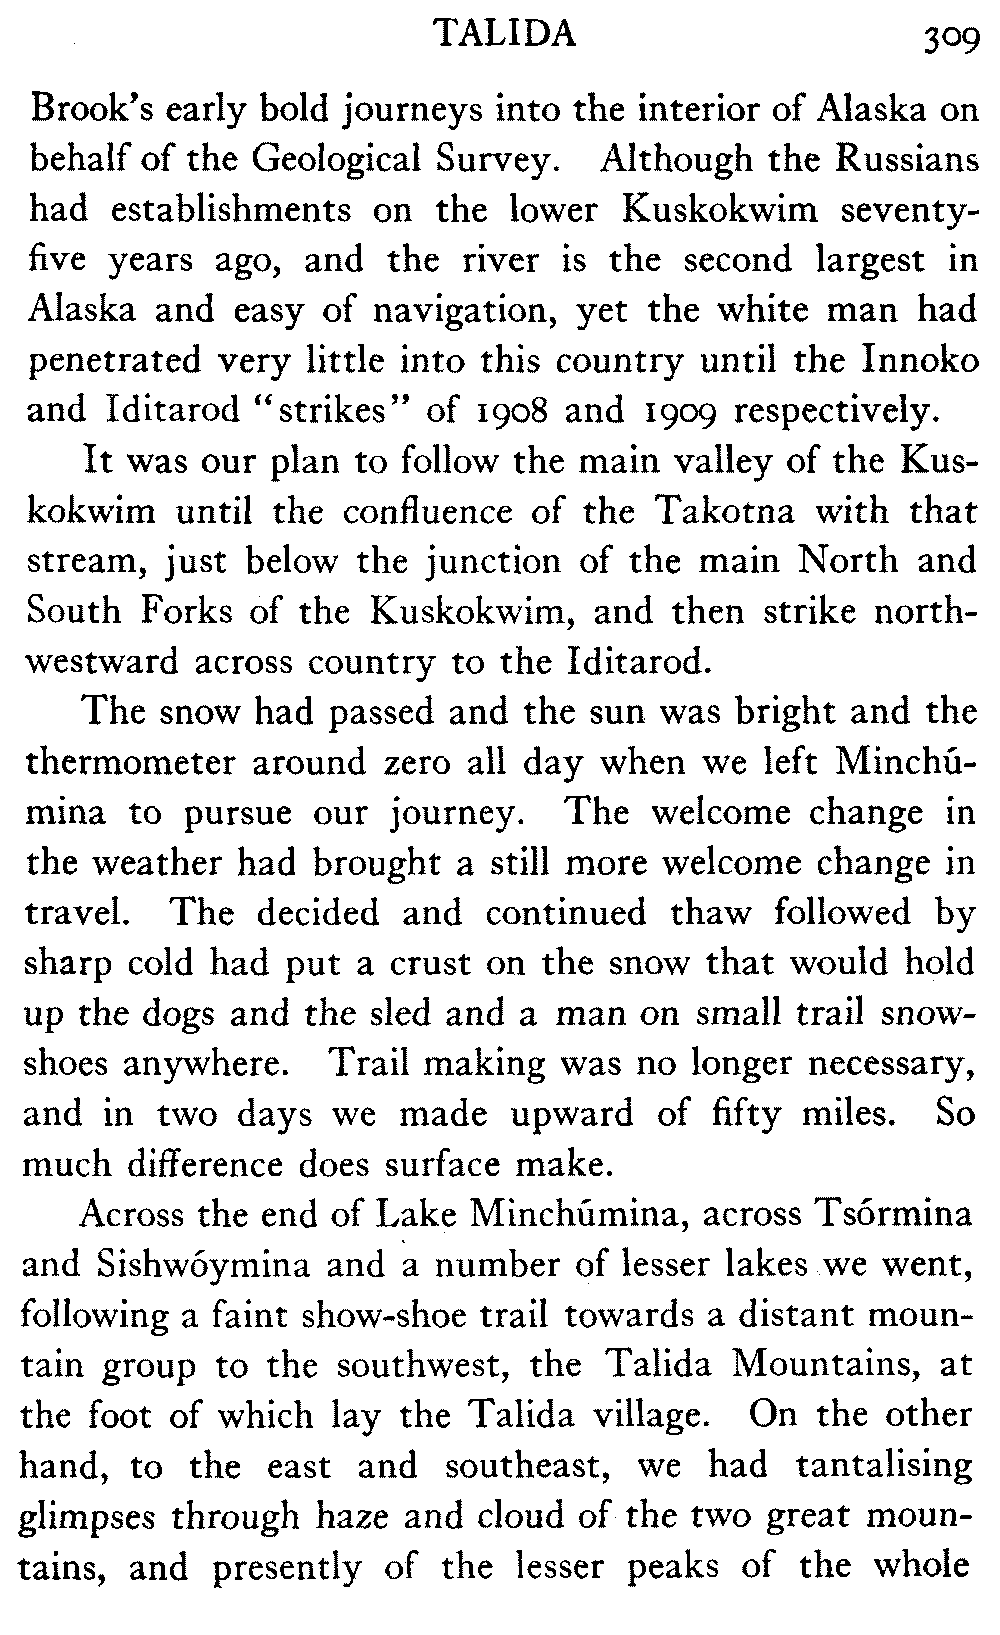 TALIDA 309
Brook's early bold journeys into the interior of Alaska on
behalf of the Geological Survey. Although the Russians
had establishments on the lower Kuskokwim seventy-
five years ago, and the river is the second largest in
Alaska and easy of navigation, yet the white man had
penetrated very little into this country until the Innoko
and Iditarod "strikes" of 1908 and 1909 respectively.
It was our plan to follow the main valley of the Kus-
kokwim until the confluence of the Takotna with that
stream, just below the junction of the main North and
South Forks of the Kuskokwim, and then strike north-
westward across country to the Iditarod.
The snow had passed and the sun was bright and the
thermometer around zero all day when we left Minchú-
mina to pursue our journey. The welcome change in
the weather had brought a still more welcome change in
travel. The decided and continued thaw followed by
sharp cold had put a crust on the snow that would hold
up the dogs and the sled and a man on small trail snow-
shoes anywhere. Trail making was no longer necessary,
and in two days we made upward of fifty miles. So
much difference does surface make.
Across the end of Lake Minchúmina, across Tsórmina
and Sishwóymina and a number of lesser lakes we went,
following a faint show-shoe trail towards a distant moun-
tain group to the southwest, the Talida Mountains, at
the foot of which lay the Talida village. On the other
hand, to the east and southeast, we had tantalising
glimpses through haze and cloud of the two great moun-
tains, and presently of the lesser peaks of the whole